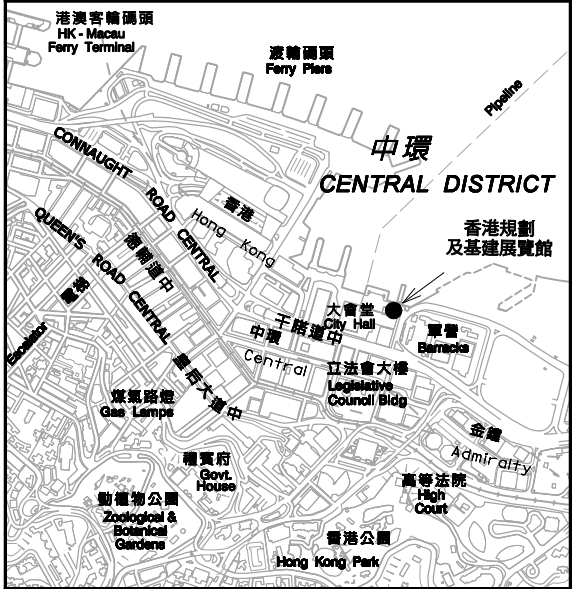 港澳客輪碼頭
HK - Macau
Ferry Terminal
渡輪碼頭
Ferry Piers
Pipeline
中環
CENTRAL DISTRICT
CONNAUGHT ROAD CENTRAL
香港
Hong Kong
香港規劃
及基建展覽館
QUEEN'S ROAD CENTRAL
德輔道中
電梯
Escalator
大會堂
City Hall
干諾道中
中環
Central
軍營
Barracks
立法會大樓
Legislative
Council Bldg
皇后大道中
煤氣路燈
Gas Lamps
金鐘
Admiralty
禮賓府
Govt.
House
高等法院
High
Court
動植物公園
Zoological &
Botanical
Gardens
香港公園
Hong Kong Park